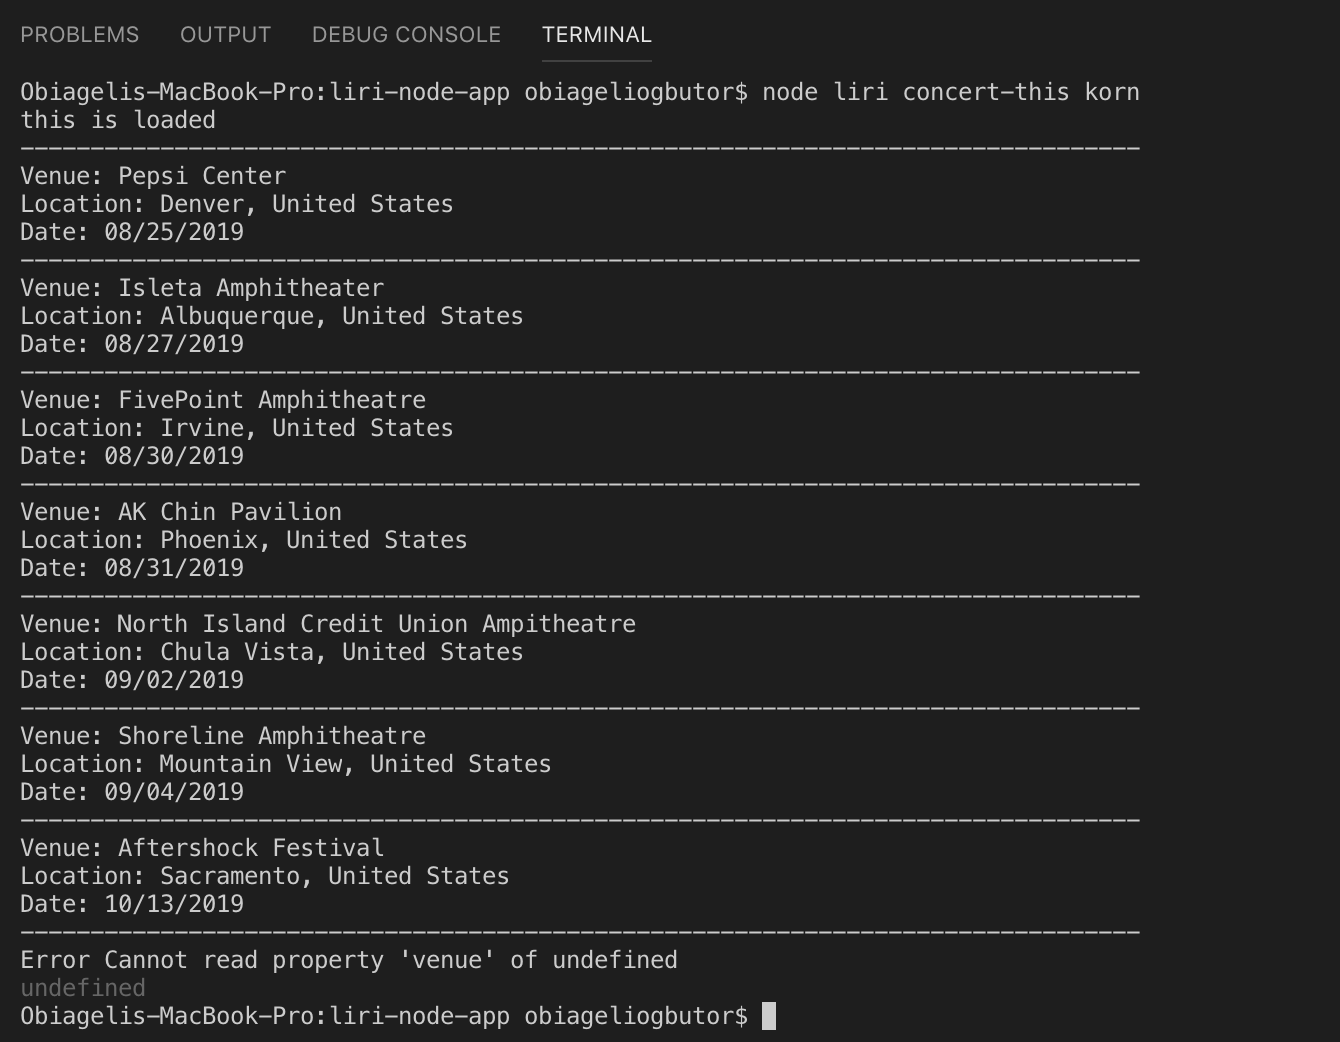 PROBLEMS OUTPUT DEBUG CONSOLE TERMINAL
Obiagelis-MacBook-Pro:liri-node-app obiageliogbutor$ node liri concert-this korn
this is loaded
--------------------------------------------------------------------------------
Venue: Pepsi Center
Location: Denver, United States
Date: 08/25/2019
--------------------------------------------------------------------------------
Venue: Isleta Amphitheater
Location: Albuquerque, United States
Date: 08/27/2019
--------------------------------------------------------------------------------
Venue: FivePoint Amphitheatre
Location: Irvine, United States
Date: 08/30/2019
--------------------------------------------------------------------------------
Venue: AK Chin Pavilion
Location: Phoenix, United States
Date: 08/31/2019
--------------------------------------------------------------------------------
Venue: North Island Credit Union Ampitheatre
Location: Chula Vista, United States
Date: 09/02/2019
--------------------------------------------------------------------------------
Venue: Shoreline Amphitheatre
Location: Mountain View, United States
Date: 09/04/2019
--------------------------------------------------------------------------------
Venue: Aftershock Festival
Location: Sacramento, United States
Date: 10/13/2019
--------------------------------------------------------------------------------
Error Cannot read property 'venue' of undefined
undefined
Obiagelis-MacBook-Pro:liri-node-app obiageliogbutor$